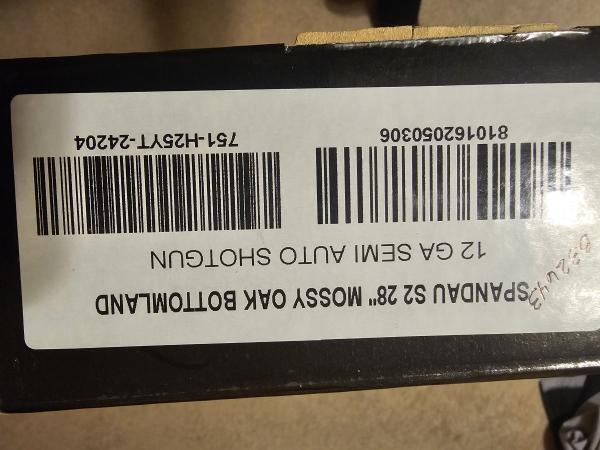 SPANDAU S2 28" MOSSY OAK BOTTOMLAND
12 GA SEMI AUTO SHOTGUN
810162050306
751-H25YT-24204